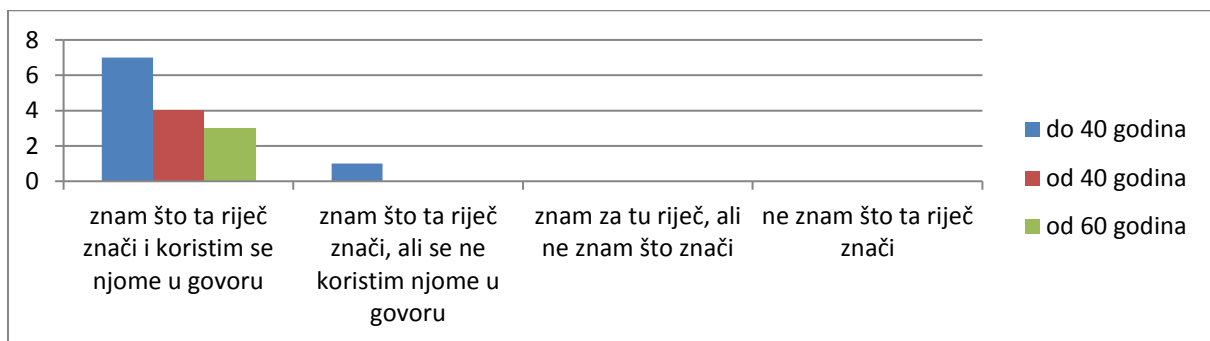 8
6
4
2
0
znam što ta riječ
znači i koristim se
njome u govoru
znam što ta riječ
znači, ali se ne
koristim njome u
govoru
znam za tu riječ, ali
ne znam što znači
ne znam što ta riječ
znači
do 40 godina
od 40 godina
od 60 godina